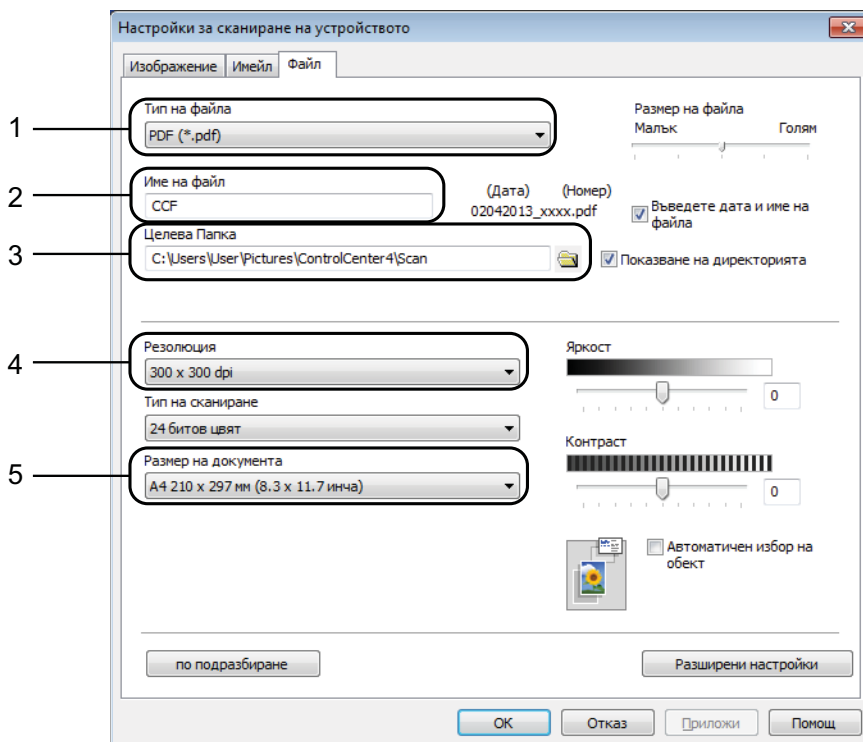 Настройки за сканиране на устройството
Изображение Имейл Файл
1
Тип на файла
PDF (*.pdf)
Размер на файла
Малък Голям
2
Име на файл
CCF
(Дата) (Номер)
02042013_xxxx.pdf
Въведете дата и име на
файла
3
Целева Папка
C:\Users\User\Pictures\ControlCenter4\Scan
Показване на директорията
4
Резолюция
300 x 300 dpi
Тип на сканиране
24 битов цвят
5
Размер на документа
A4 210 x 297 мм (8.3 x 11.7 инча)
Яркост
0
Контраст
0
Автоматичен избор на
обект
по подразбиране
Разширени настройки
OK Отказ Приложи Помощ